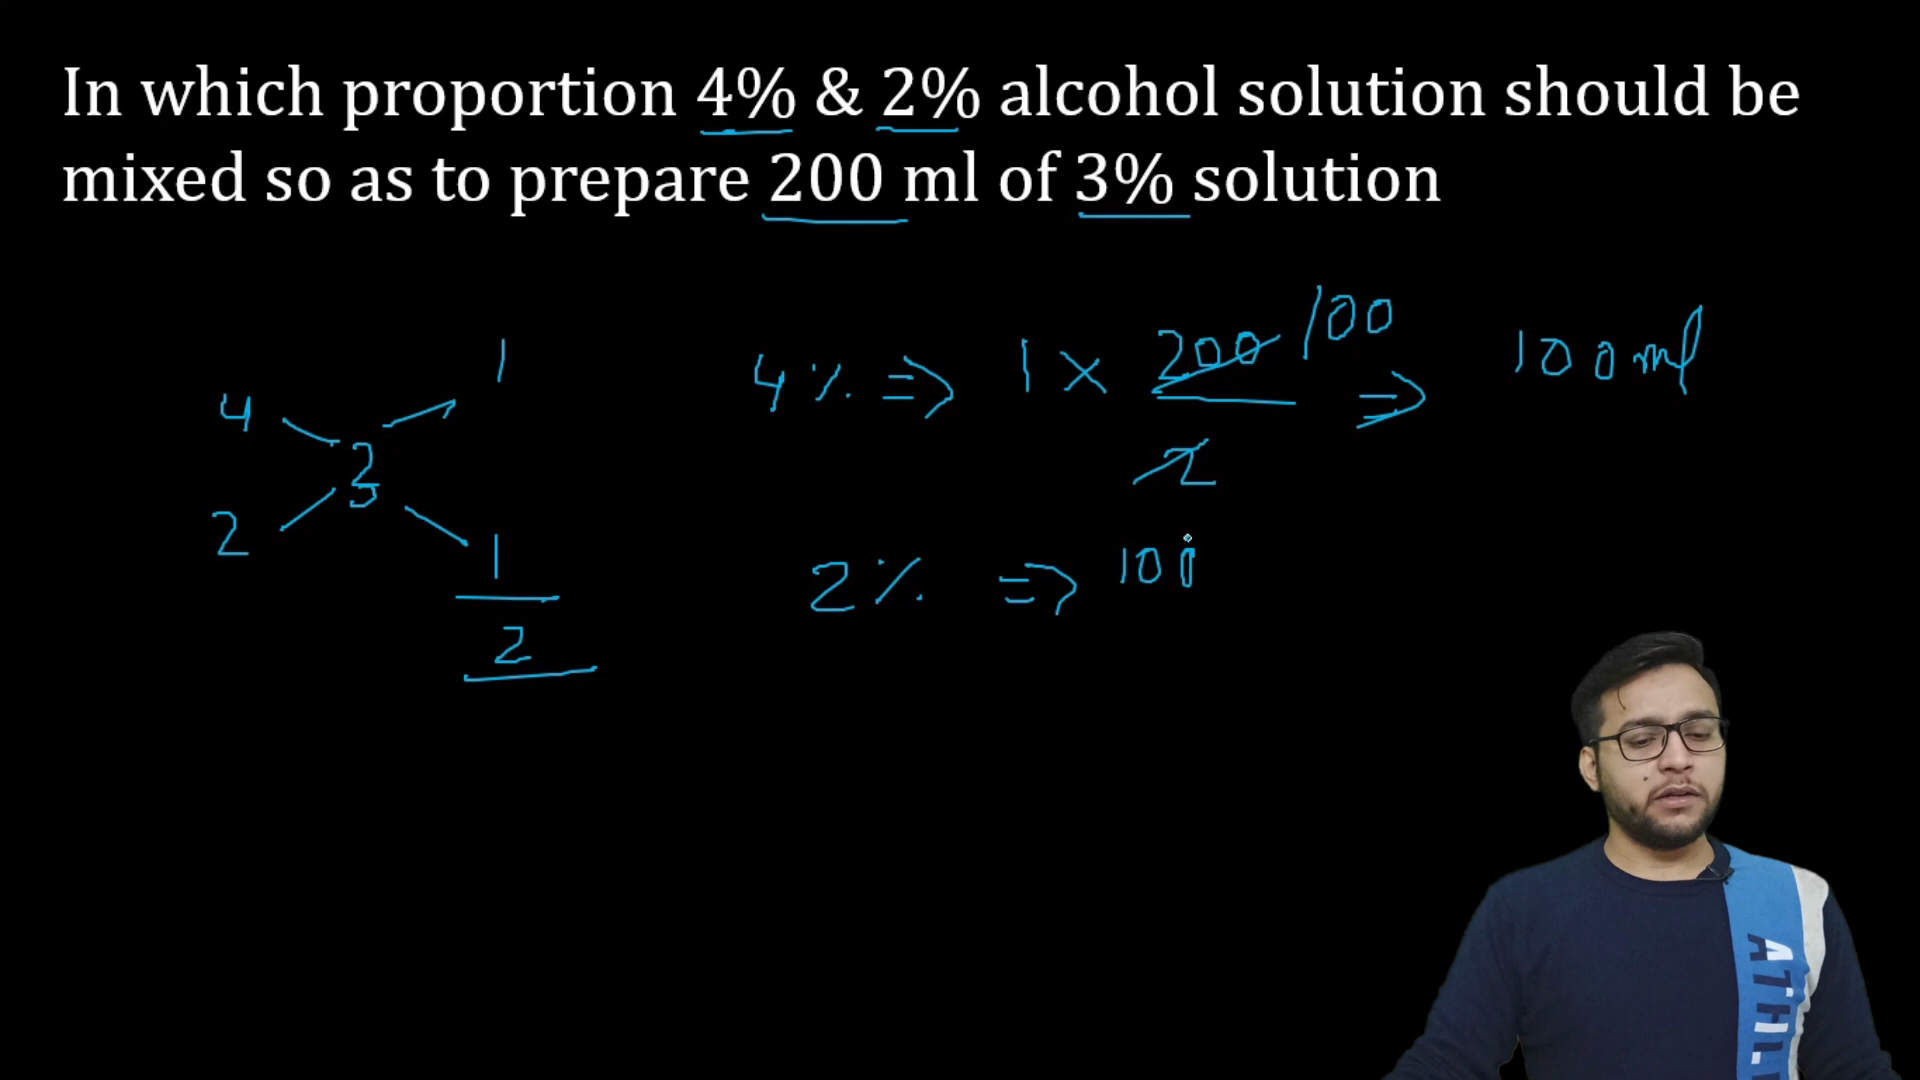 In which proportion 4% & 2% alcohol solution should be
mixed so as to prepare 200 ml of 3% solution
4 1
3
2 1
2
4% => 1 x 200 100 => 100 ml
2
2% => 100
ATHL